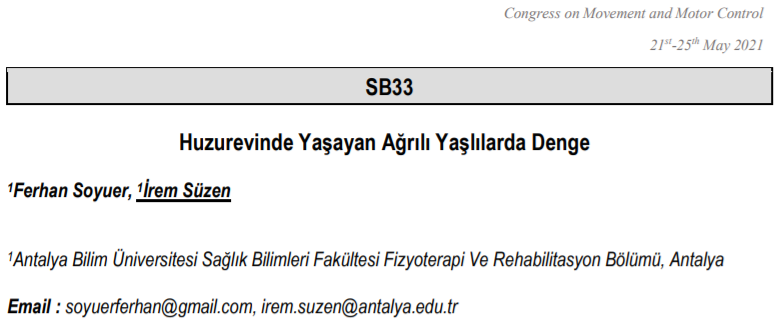 Congress on Movement and Motor Control
21st-25th May 2021
SB33
Huzurevinde Yaşayan Ağrılı Yaşlılarda Denge
1Ferhan Soyuer, 1İrem Süzen
1Antalya Bilim Üniversitesi Sağlık Bilimleri Fakültesi Fizyoterapi Ve Rehabilitasyon Bölümü, Antalya
Email : soyuerferhan@gmail.com, irem.suzen@antalya.edu.tr